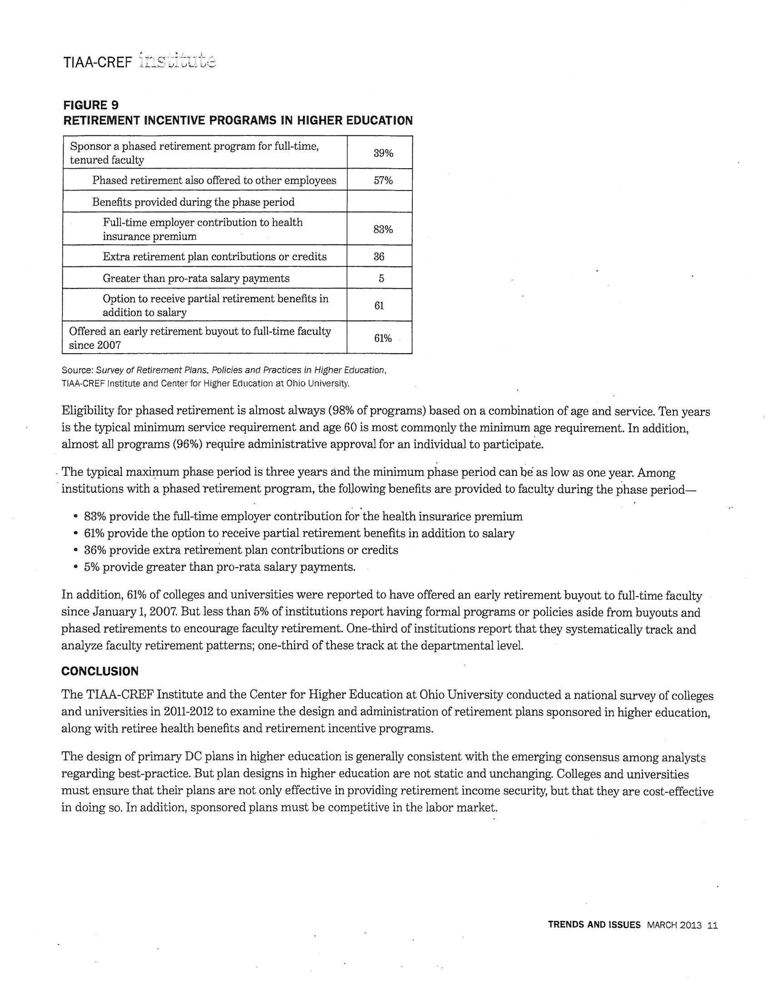 TIAA-CREF institute
FIGURE 9
RETIREMENT INCENTIVE PROGRAMS IN HIGHER EDUCATION
Sponsor a phased retirement program for full-time,
tenured faculty
39%
Phased retirement also offered to other employees
57%
Benefits provided during the phase period
Full-time employer contribution to health
insurance premium
83%
Extra retirement plan contributions or credits
36
Greater than pro-rata salary payments
5
Option to receive partial retirement benefits in
addition to salary
61
Offered an early retirement buyout to full-time faculty
since 2007
61%
Source: Survey of Retirement Plans, Policies and Practices in Higher Education,
TIAA-CREF Institute and Center for Higher Education at Ohio University.
Eligibility for phased retirement is almost always (98% of programs) based on a combination of age and service. Ten years
is the typical minimum service requirement and age 60 is most commonly the minimum age requirement. In addition,
almost all programs (96%) require administrative approval for an individual to participate.
The typical maximum phase period is three years and the minimum phase period can be as low as one year. Among
institutions with a phased retirement program, the following benefits are provided to faculty during the phase period—
• 83% provide the full-time employer contribution for the health insurance premium
• 61% provide the option to receive partial retirement benefits in addition to salary
• 36% provide extra retirement plan contributions or credits
• 5% provide greater than pro-rata salary payments.
In addition, 61% of colleges and universities were reported to have offered an early retirement buyout to full-time faculty
since January 1, 2007. But less than 5% of institutions report having formal programs or policies aside from buyouts and
phased retirements to encourage faculty retirement. One-third of institutions report that they systematically track and
analyze faculty retirement patterns; one-third of these track at the departmental level.
CONCLUSION
The TIAA-CREF Institute and the Center for Higher Education at Ohio University conducted a national survey of colleges
and universities in 2011-2012 to examine the design and administration of retirement plans sponsored in higher education,
along with retiree health benefits and retirement incentive programs.
The design of primary DC plans in higher education is generally consistent with the emerging consensus among analysts
regarding best-practice. But plan designs in higher education are not static and unchanging. Colleges and universities
must ensure that their plans are not only effective in providing retirement income security, but that they are cost-effective
in doing so. In addition, sponsored plans must be competitive in the labor market.
TRENDS AND ISSUES MARCH 2013 11